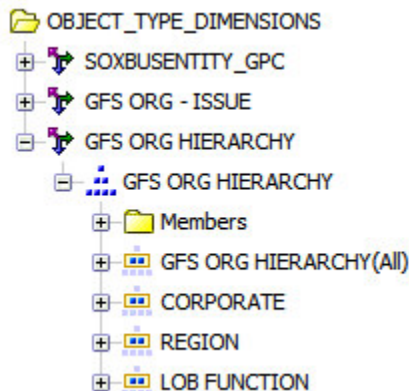 OBJECT_TYPE_DIMENSIONS
SOXBUSENTITY_GPC
GFS ORG - ISSUE
GFS ORG HIERARCHY
GFS ORG HIERARCHY
Members
GFS ORG HIERARCHY(All)
CORPORATE
REGION
LOB FUNCTION